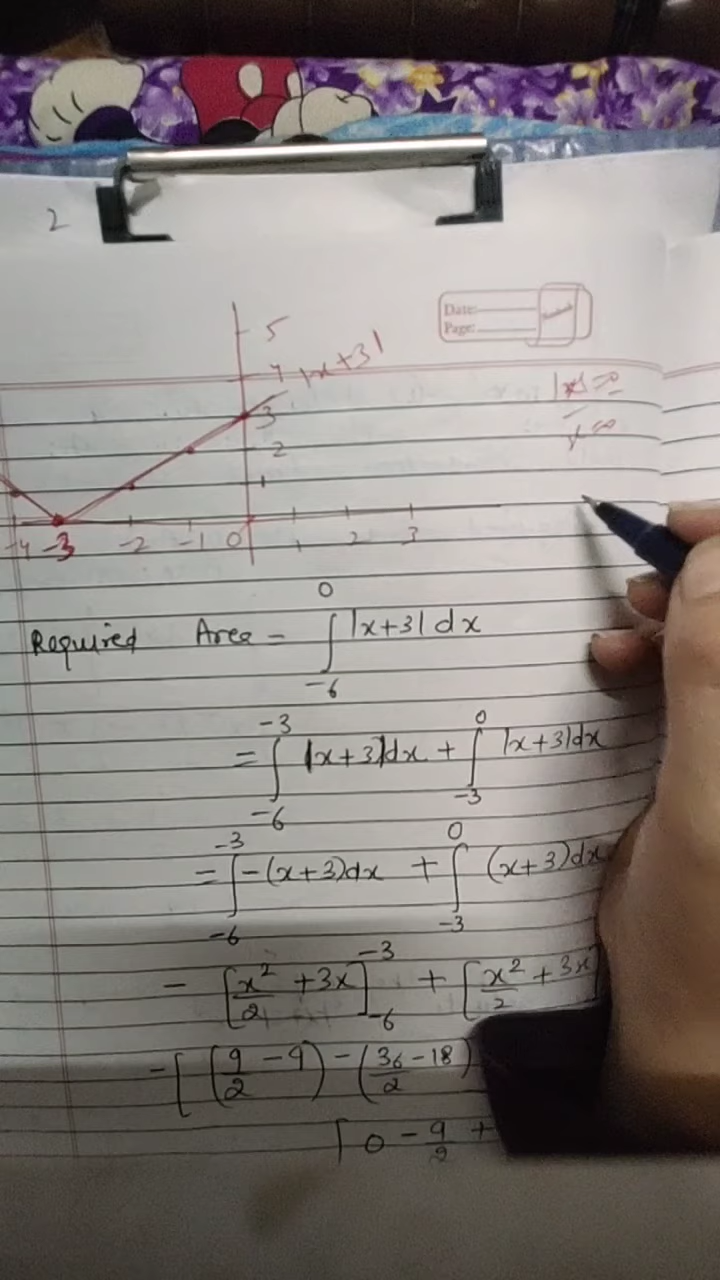 2
Date:
Page:
5
4 |x+3|
3
2
1
-4 -3 -2 -1 0 1 2 3
Required Area = ∫_{-6}^{0} |x+3| dx
= ∫_{-6}^{-3} |x+3| dx + ∫_{-3}^{0} |x+3| dx
= ∫_{-6}^{-3} -(x+3) dx + ∫_{-3}^{0} (x+3) dx
- [x²/2 + 3x]_{-6}^{-3} + [x²/2 + 3x
- [ (9/2 - 9) - (36/2 - 18)
[ 0 - 9/2 +